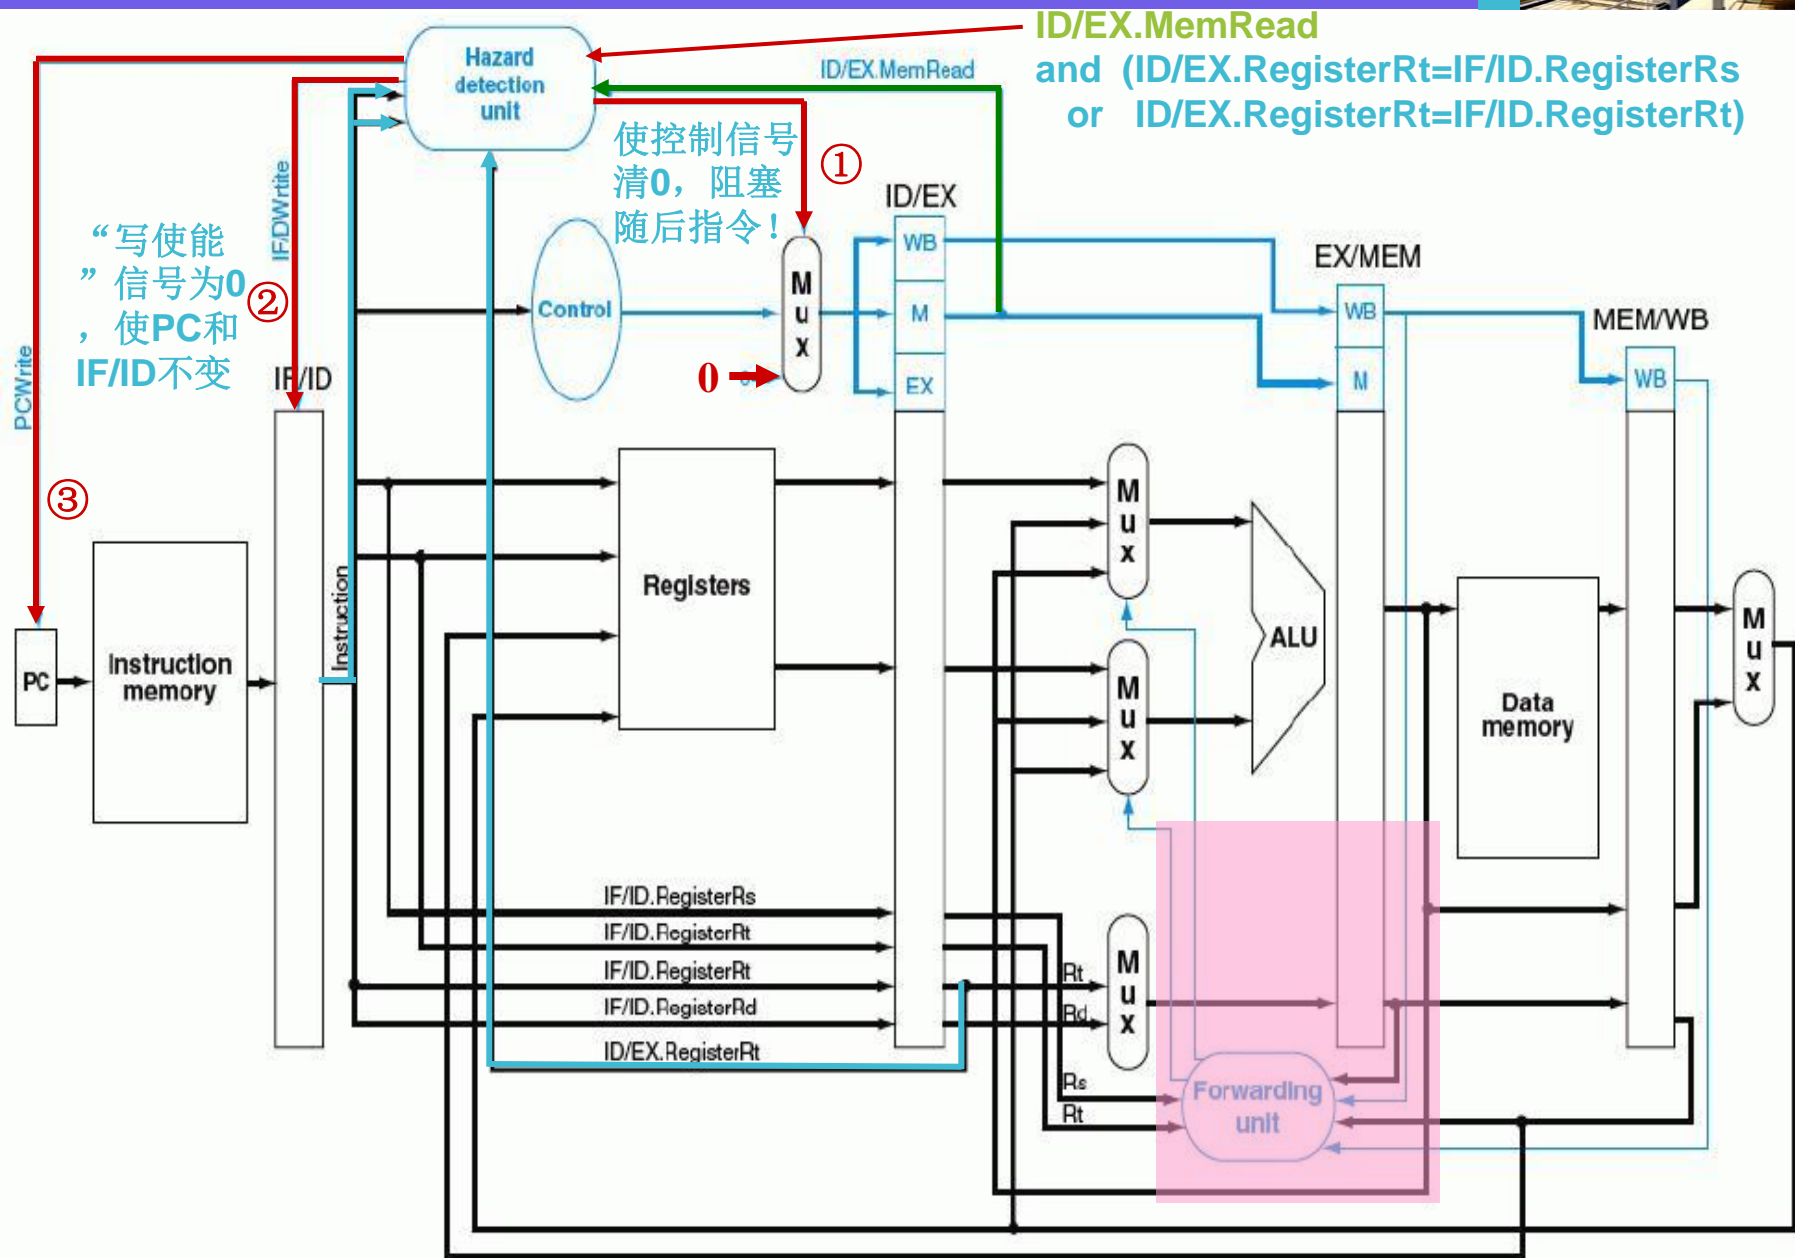 ID/EX.MemRead
and (ID/EX.RegisterRt=IF/ID.RegisterRs
or ID/EX.RegisterRt=IF/ID.RegisterRt)
Hazard
detection
unit
ID/EX.MemRead
使控制信号
清0，阻塞
随后指令！
①
“写使能
”信号为0
，使PC和
IF/ID不变
②
IF/DWrtite
③
PCWrite
IF/ID
ID/EX
EX/MEM
MEM/WB
Control
M
u
x
0
WB
M
EX
WB
M
WB
PC
Instruction
memory
Instruction
Registers
M
u
x
M
u
x
ALU
Data
memory
M
u
x
IF/ID.RegisterRs
IF/ID.RegisterRt
IF/ID.RegisterRt
IF/ID.RegisterRd
ID/EX.RegisterRt
Rt
Rd
M
u
x
Rs
Rt
Forwarding
unit